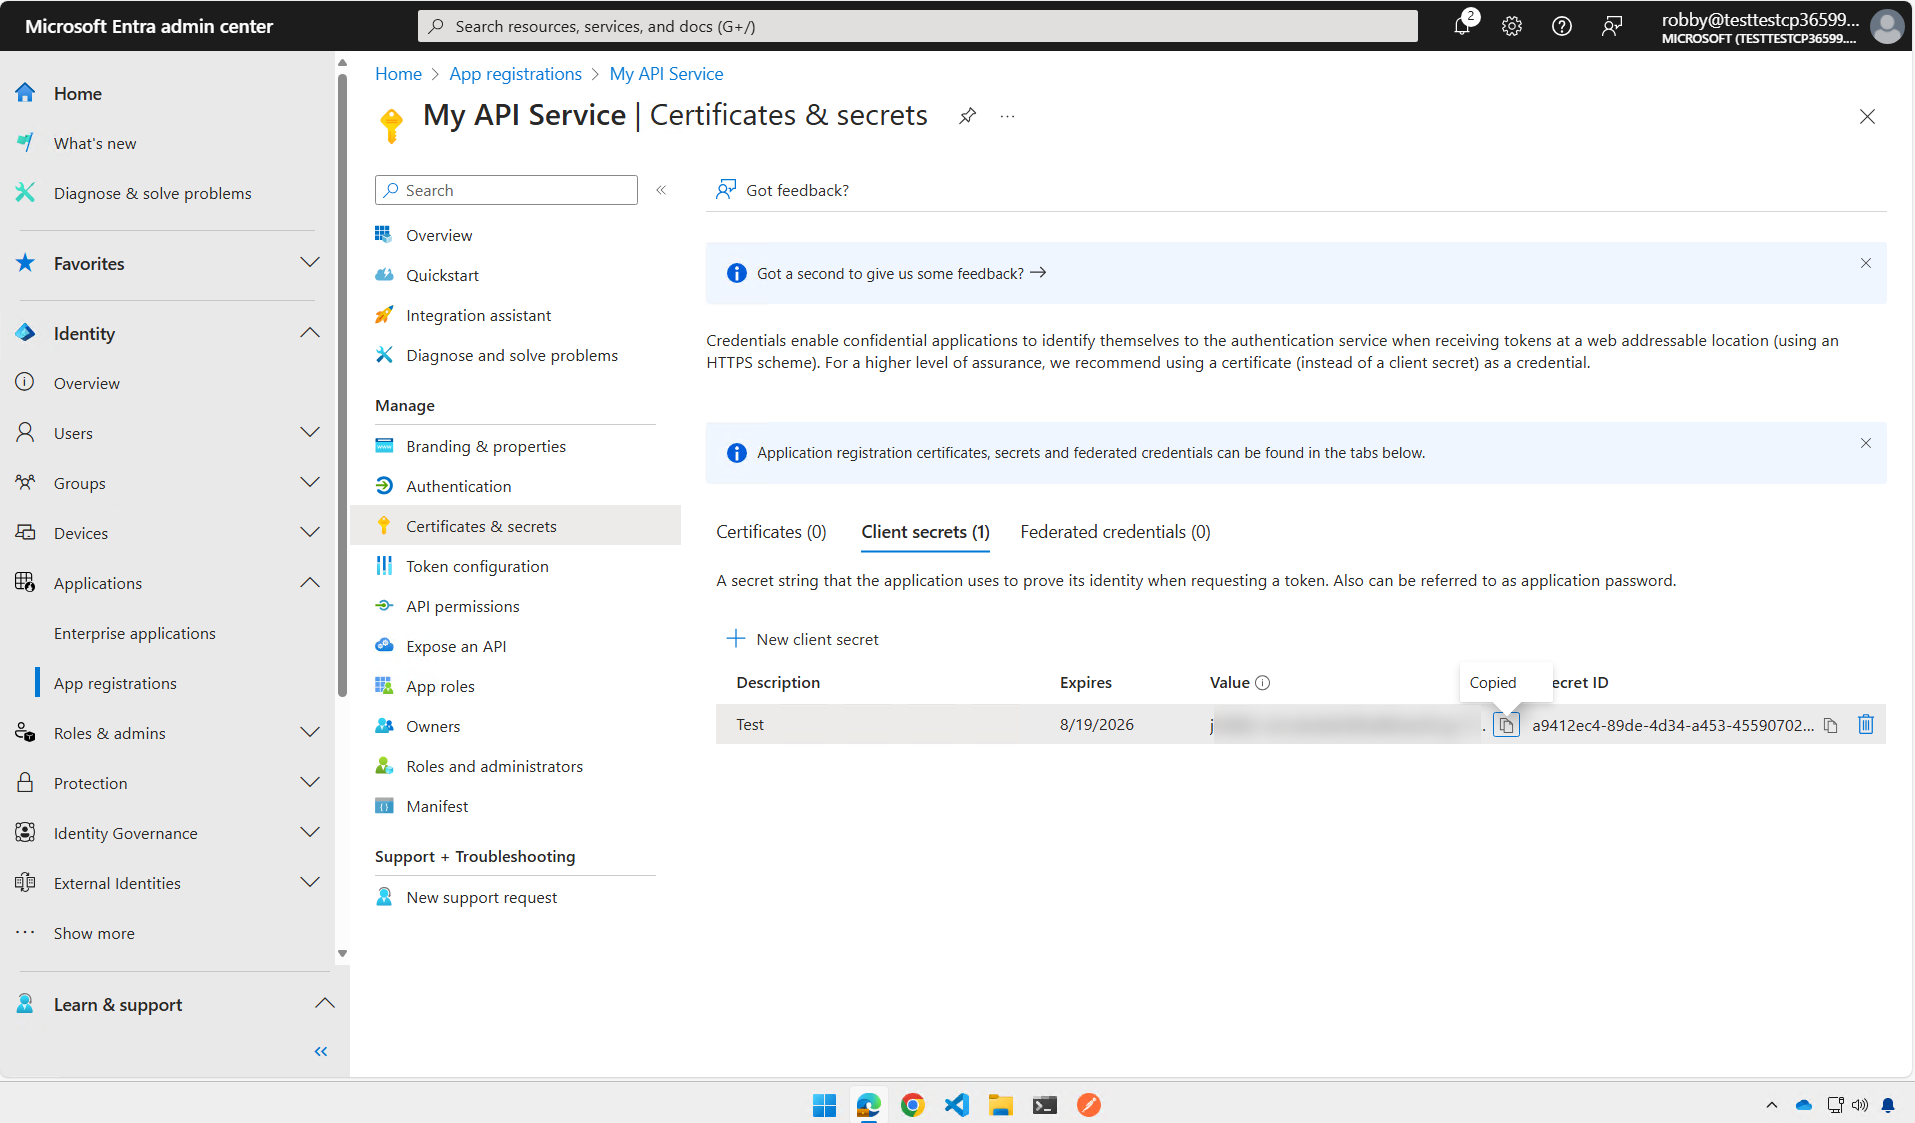 Microsoft Entra admin center
Search resources, services, and docs (G+/)
2
robby@testtestcp36599...
MICROSOFT (TESTTESTCP36599....
Home
What's new
Diagnose & solve problems
Favorites
Identity
Overview
Users
Groups
Devices
Applications
Enterprise applications
App registrations
Roles & admins
Protection
Identity Governance
External Identities
Show more
Learn & support
Home > App registrations > My API Service
My API Service | Certificates & secrets
Search
Overview
Quickstart
Integration assistant
Diagnose and solve problems
Manage
Branding & properties
Authentication
Certificates & secrets
Token configuration
API permissions
Expose an API
App roles
Owners
Roles and administrators
Manifest
Support + Troubleshooting
New support request
Got feedback?
Got a second to give us some feedback?
Credentials enable confidential applications to identify themselves to the authentication service when receiving tokens at a web addressable location (using an
HTTPS scheme). For a higher level of assurance, we recommend using a certificate (instead of a client secret) as a credential.
Application registration certificates, secrets and federated credentials can be found in the tabs below.
Certificates (0) Client secrets (1) Federated credentials (0)
A secret string that the application uses to prove its identity when requesting a token. Also can be referred to as application password.
New client secret
Description Expires Value Copied ecret ID
Test 8/19/2026 j . a9412ec4-89de-4d34-a453-45590702...